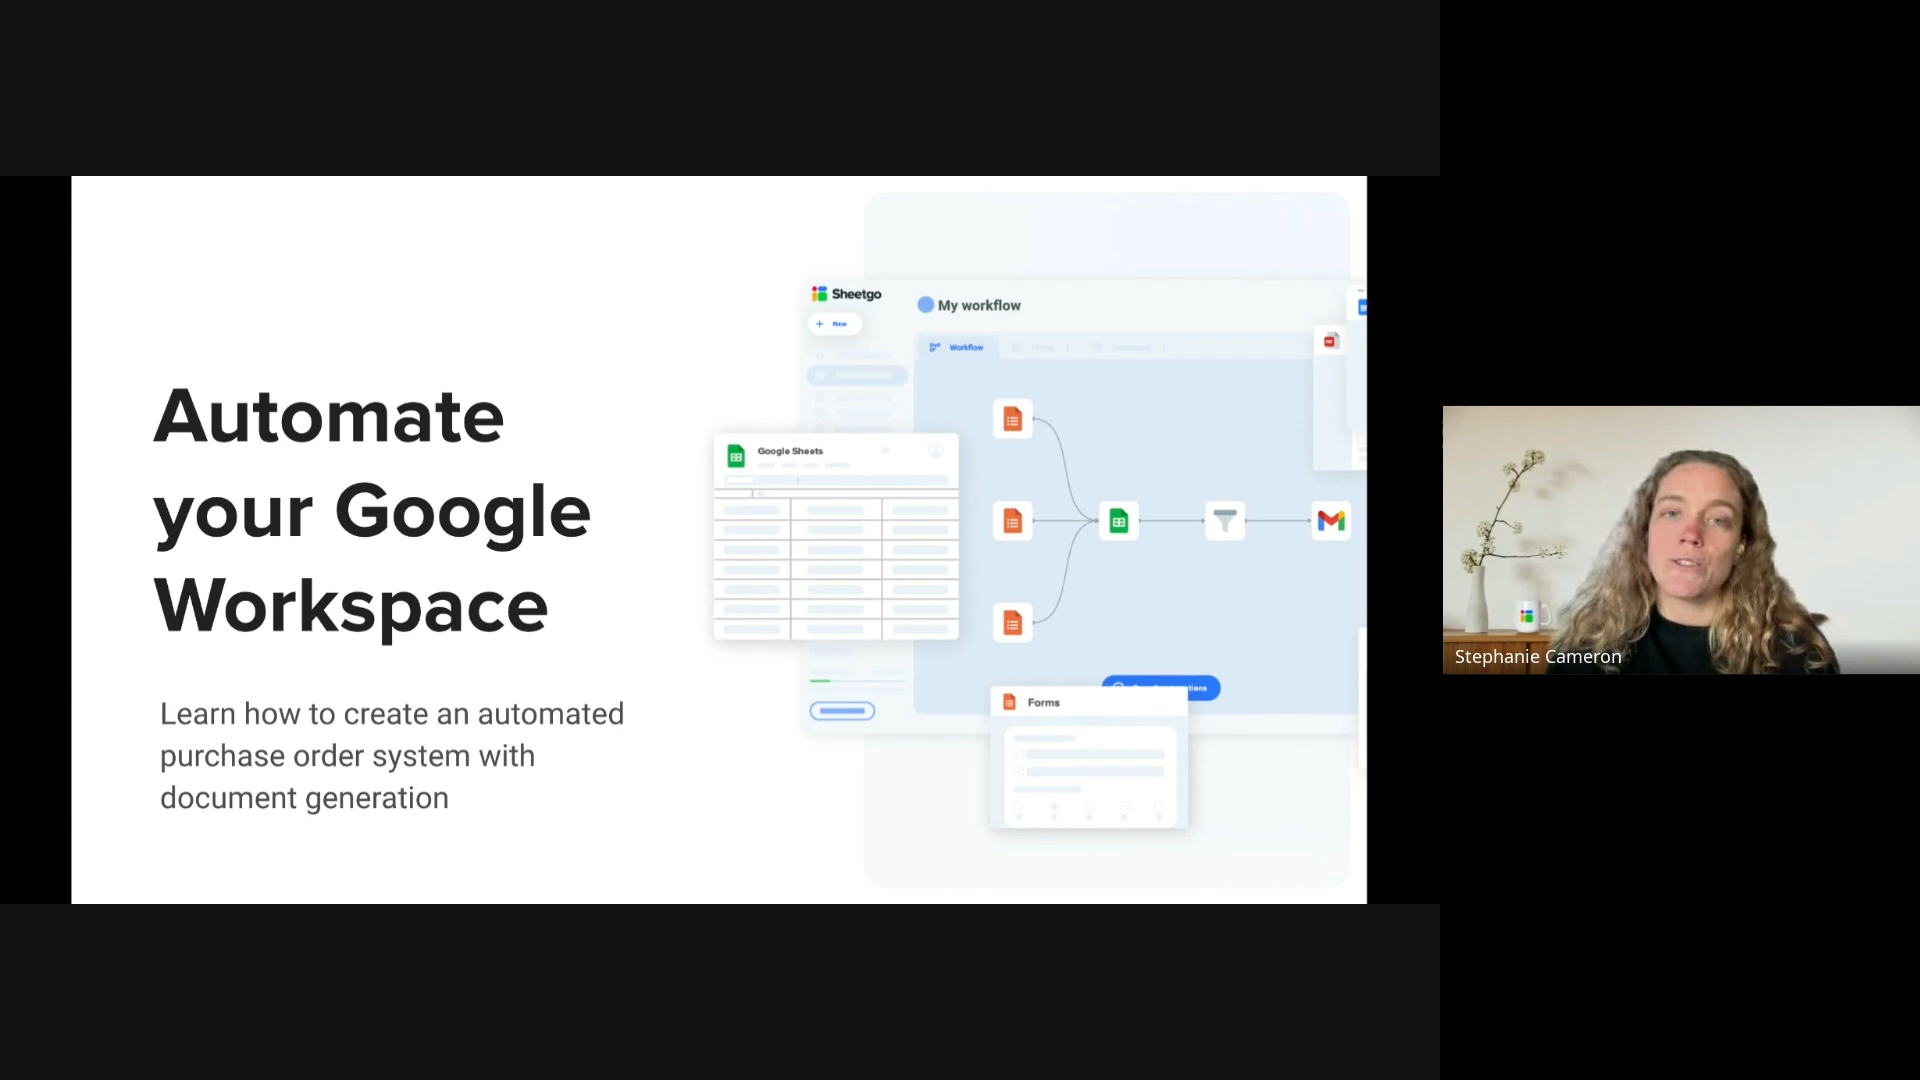 Automate
your Google
Workspace
Learn how to create an automated
purchase order system with
document generation
Sheetgo
+ New
My workflow
Workflow
Google Sheets
Forms
Stephanie Cameron